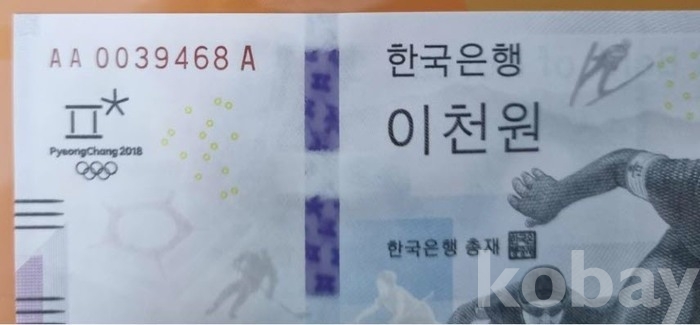 AA 0039468 A
한국은행
이천원
PyeongChang 2018
한국은행 총재
kobay